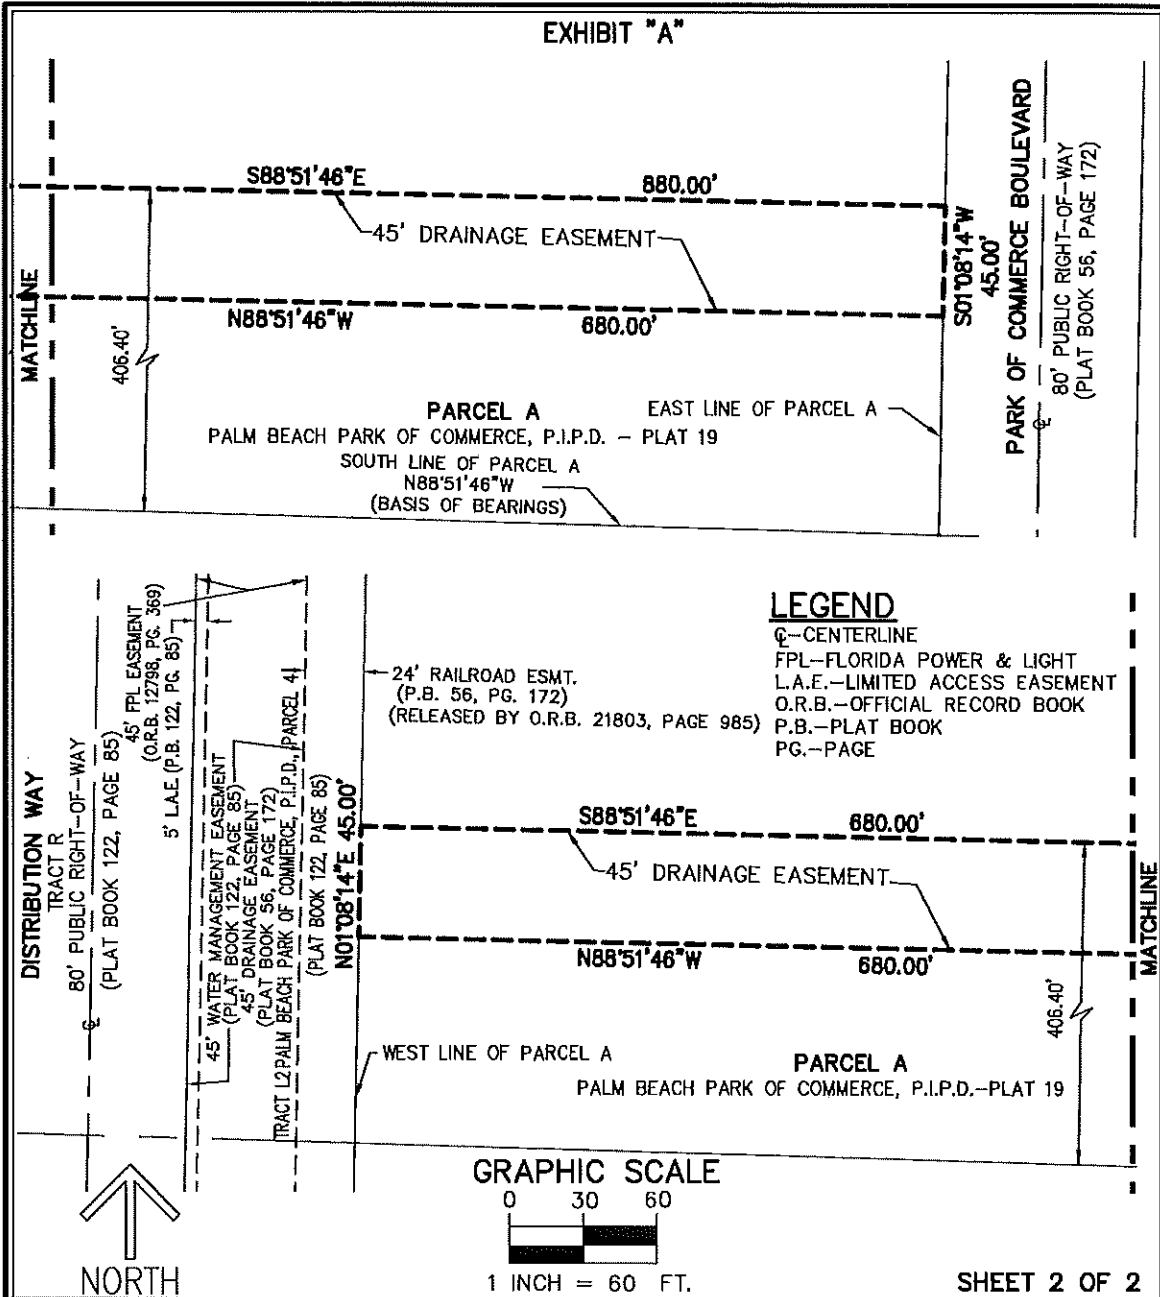 EXHIBIT "A"
S88°51'46"E 880.00'
45' DRAINAGE EASEMENT
N88°51'46"W 680.00'
MATCHLINE
406.40'
S01°08'14"W
45.00'
PARK OF COMMERCE BOULEVARD
80' PUBLIC RIGHT-OF-WAY
(PLAT BOOK 56, PAGE 172)
℄
PARCEL A
PALM BEACH PARK OF COMMERCE, P.I.P.D. - PLAT 19
EAST LINE OF PARCEL A
SOUTH LINE OF PARCEL A
N88°51'46"W
(BASIS OF BEARINGS)
DISTRIBUTION WAY
TRACT R
80' PUBLIC RIGHT-OF-WAY
(PLAT BOOK 122, PAGE 85)
℄
45' FPL EASEMENT
(O.R.B. 12798, PG. 369)
5' L.A.E. (P.B. 122, PG. 85)
45' WATER MANAGEMENT EASEMENT
(PLAT BOOK 122, PAGE 85)
45' DRAINAGE EASEMENT
(PLAT BOOK 56, PAGE 172)
TRACT L2 PALM BEACH PARK OF COMMERCE, P.I.P.D., PARCEL 4
(PLAT BOOK 122, PAGE 85)
N01°08'14"E 45.00'
24' RAILROAD ESMT.
(P.B. 56, PG. 172)
(RELEASED BY O.R.B. 21803, PAGE 985)
LEGEND
℄-CENTERLINE
FPL-FLORIDA POWER & LIGHT
L.A.E.-LIMITED ACCESS EASEMENT
O.R.B.-OFFICIAL RECORD BOOK
P.B.-PLAT BOOK
PG.-PAGE
S88°51'46"E 680.00'
45' DRAINAGE EASEMENT
N88°51'46"W 680.00'
MATCHLINE
406.40'
WEST LINE OF PARCEL A
PARCEL A
PALM BEACH PARK OF COMMERCE, P.I.P.D.-PLAT 19
GRAPHIC SCALE
0 30 60
1 INCH = 60 FT.
NORTH
SHEET 2 OF 2